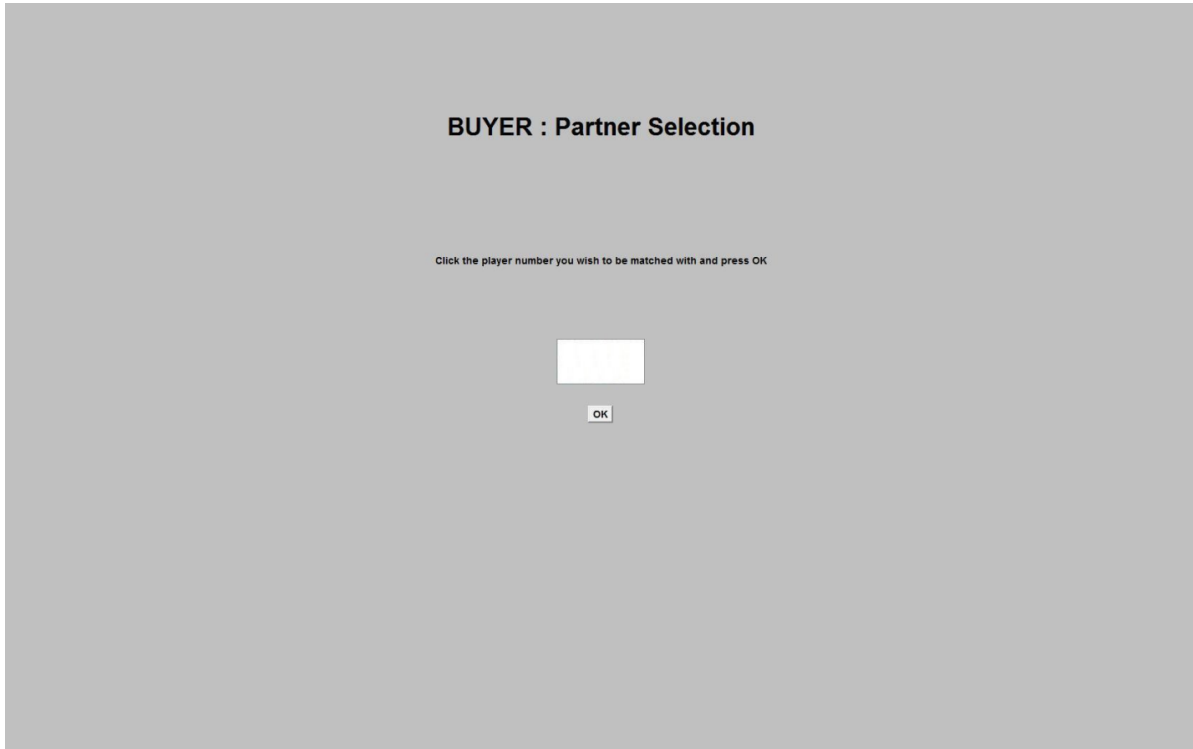 BUYER : Partner Selection
Click the player number you wish to be matched with and press OK
OK